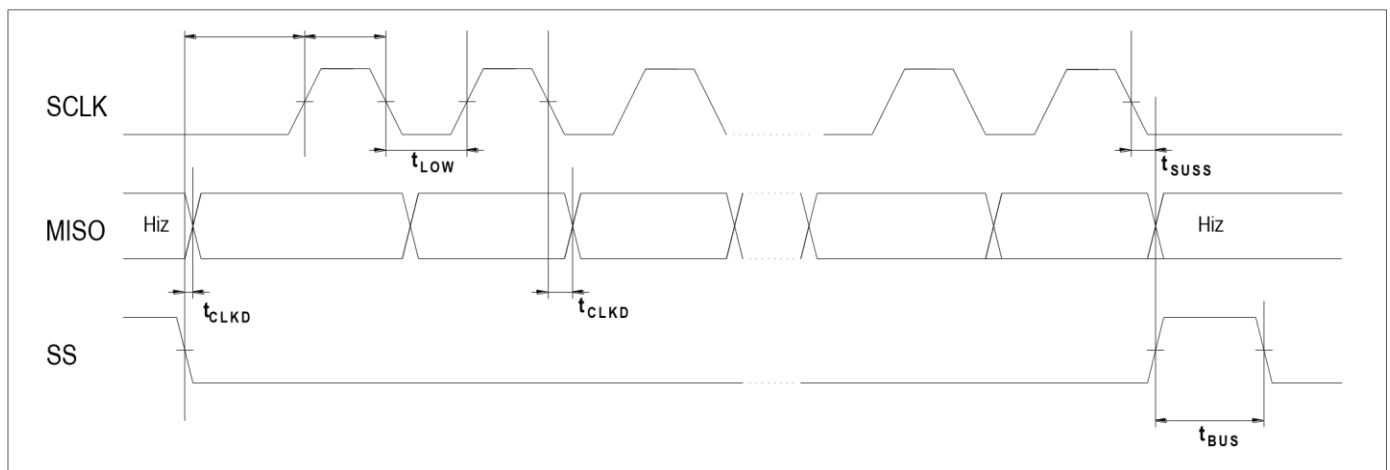 SCLK
tLOW
tSUSS
MISO
Hiz
Hiz
tCLKD
tCLKD
SS
tBUS